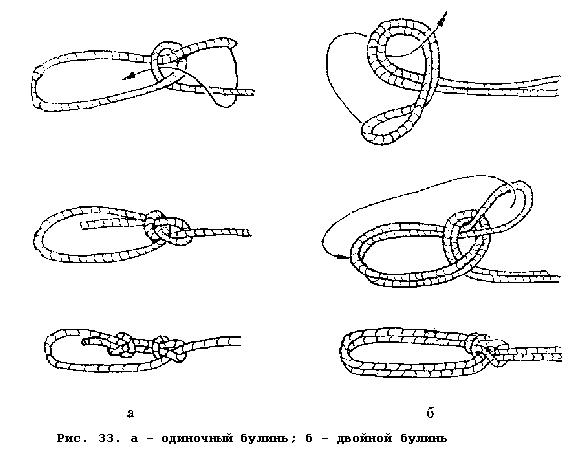 а б
Рис. 33. а – одиночный булинь; б – двойной булинь